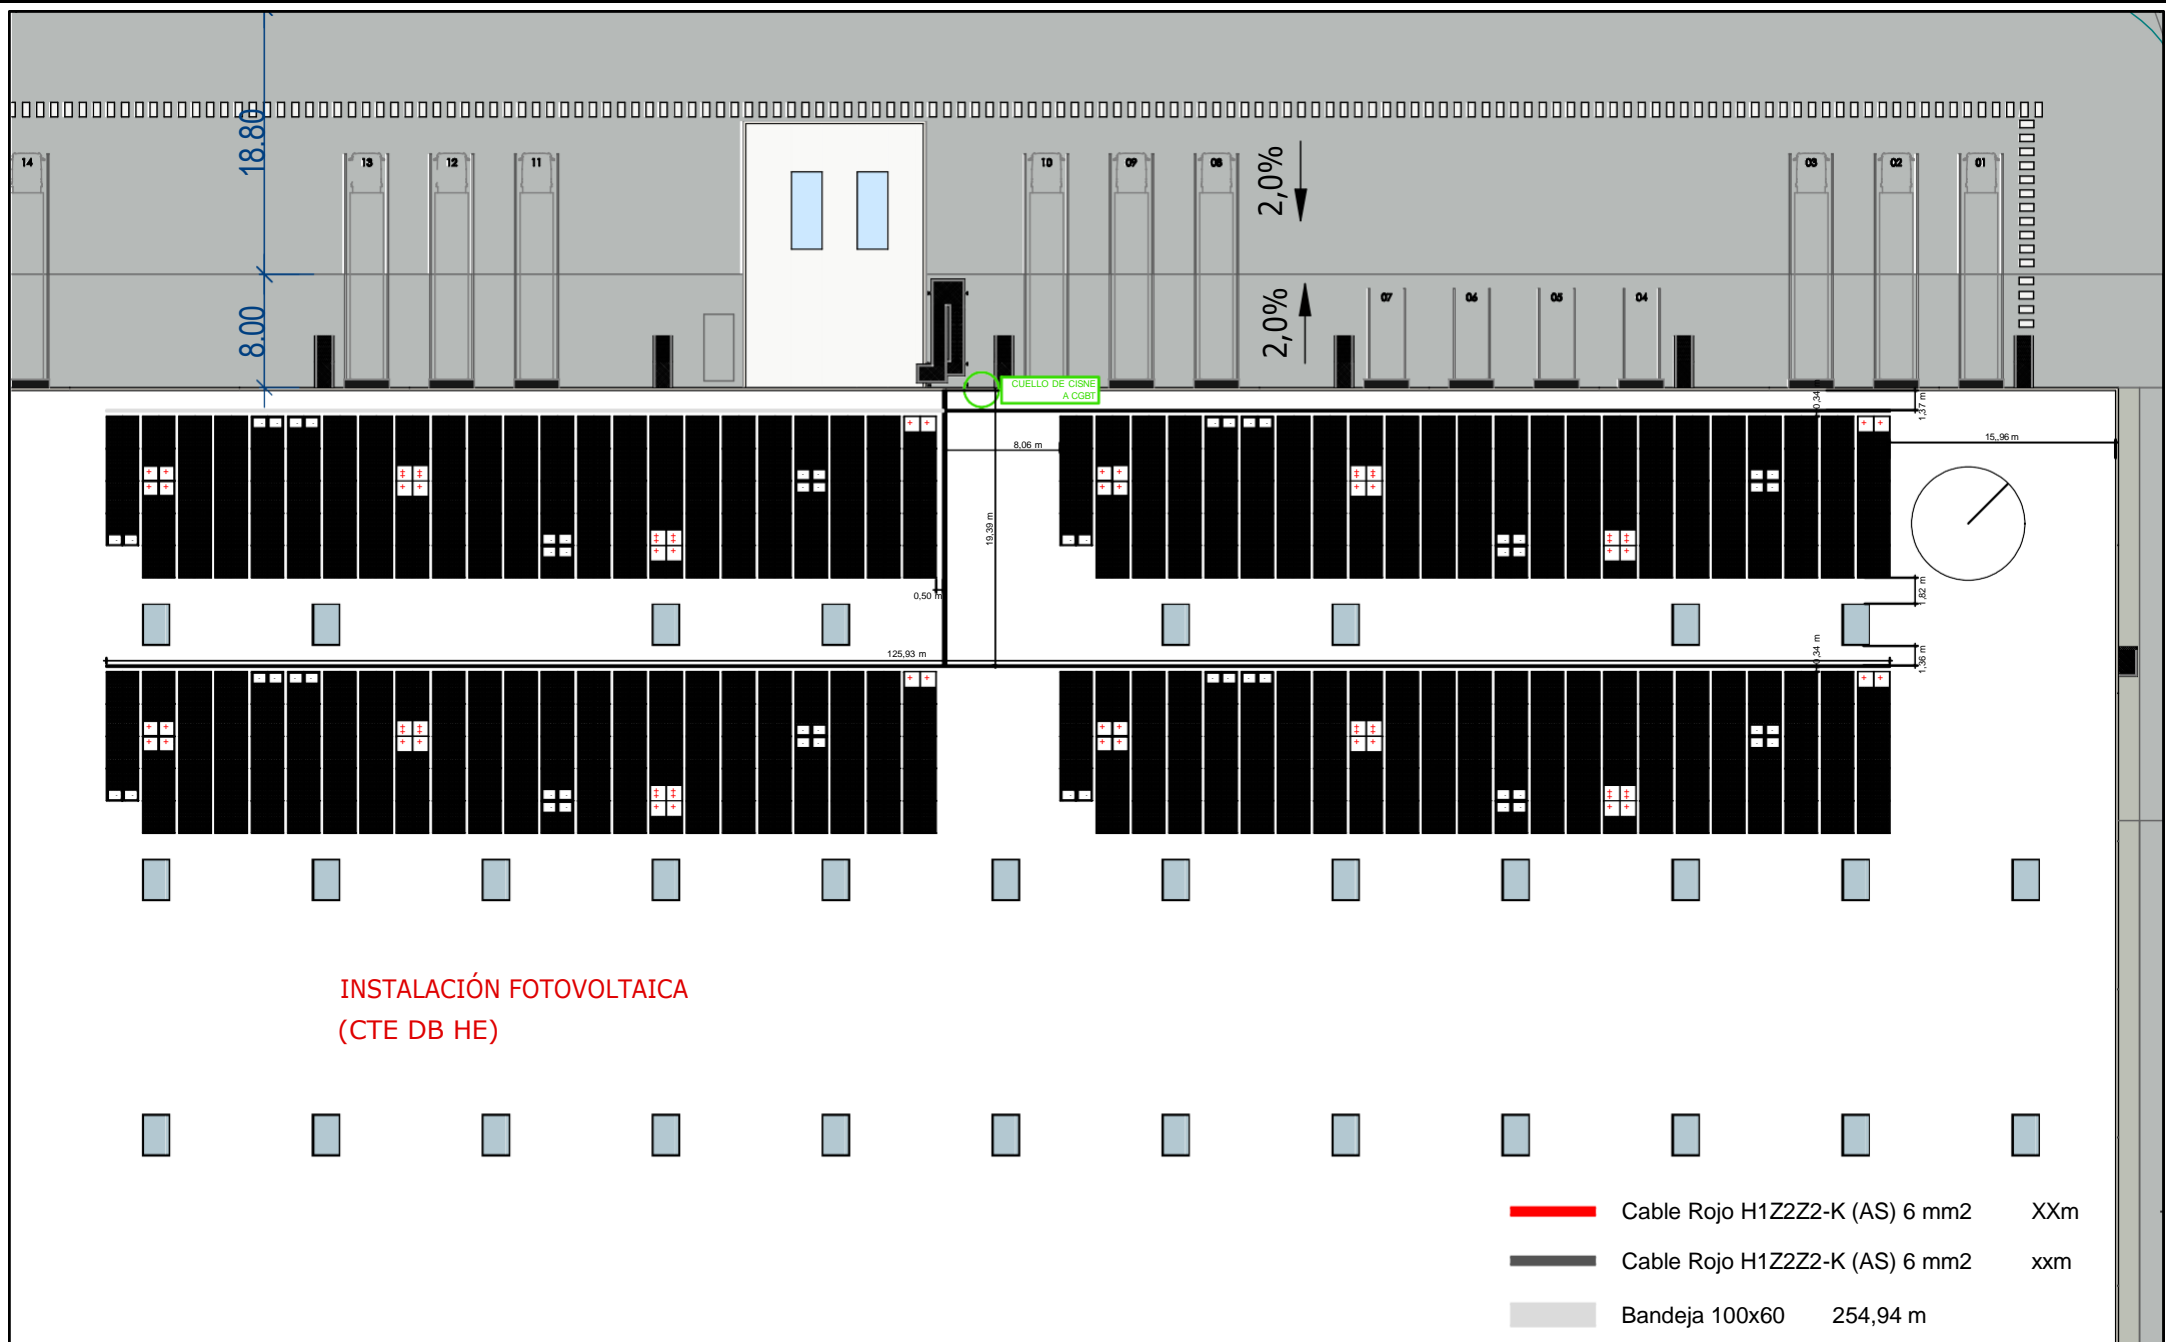 18.80
14
13
12
11
10
09
08
2,0%
03
02
01
8.00
2,0%
07
06
05
04
CUELLO DE CISNE
A CGBT
0,34 m
1,37 m
8,06 m
15,96 m
19,39 m
0,50 m
1,82 m
125,93 m
0,34 m
1,36 m
INSTALACIÓN FOTOVOLTAICA
(CTE DB HE)
Cable Rojo H1Z2Z2-K (AS) 6 mm2 XXm
Cable Rojo H1Z2Z2-K (AS) 6 mm2 xxm
Bandeja 100x60 254,94 m